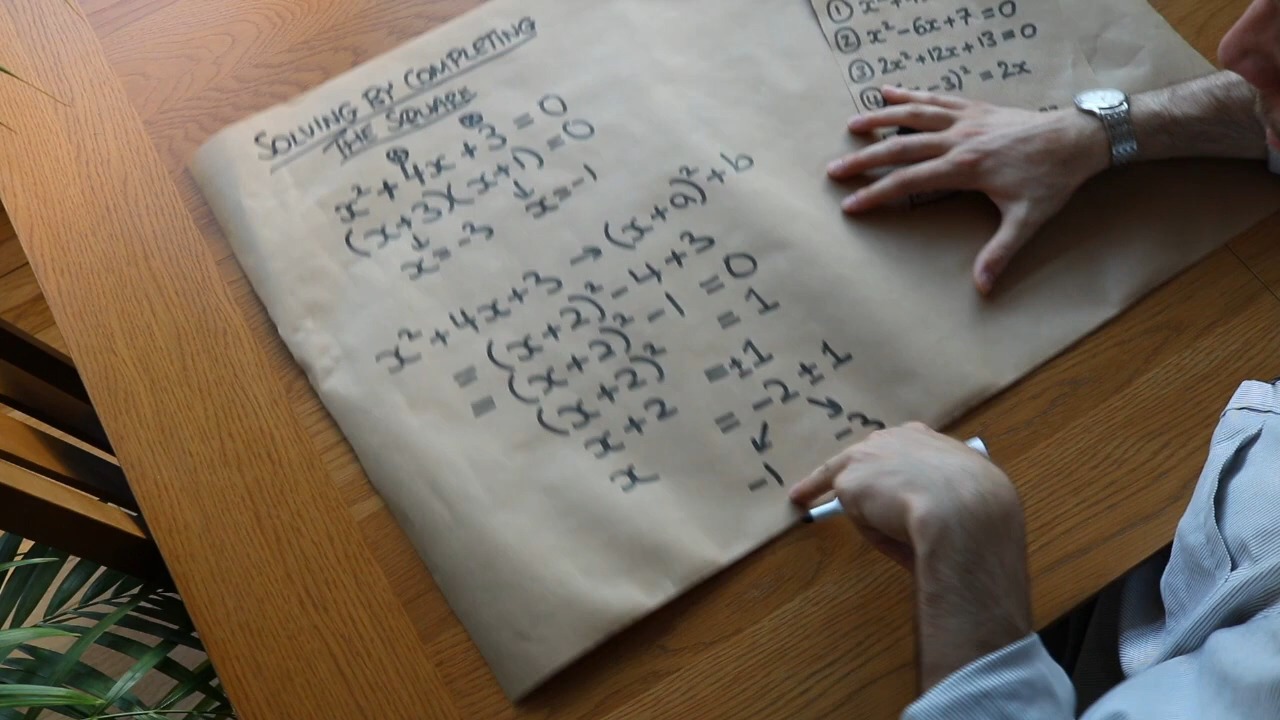 SOLVING BY COMPLETING
THE SQUARE
x² + 4x + 3 = 0
(x+3)(x+1) = 0
x = -3 x = -1
x² + 4x + 3 → (x + a)² + b
= (x + 2)² - 4 + 3
= (x + 2)² - 1 = 0
(x + 2)² = 1
x + 2 = ±1
x = -2 ± 1
-1 -3
① x²
② x² - 6x + 7 = 0
③ 2x² + 12x + 13 = 0
④ - 3)² = 2x